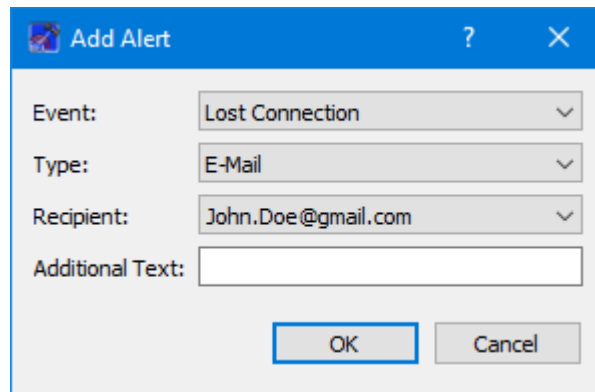 Add Alert ?
Event: Lost Connection
Type: E-Mail
Recipient: John.Doe@gmail.com
Additional Text:
OK Cancel